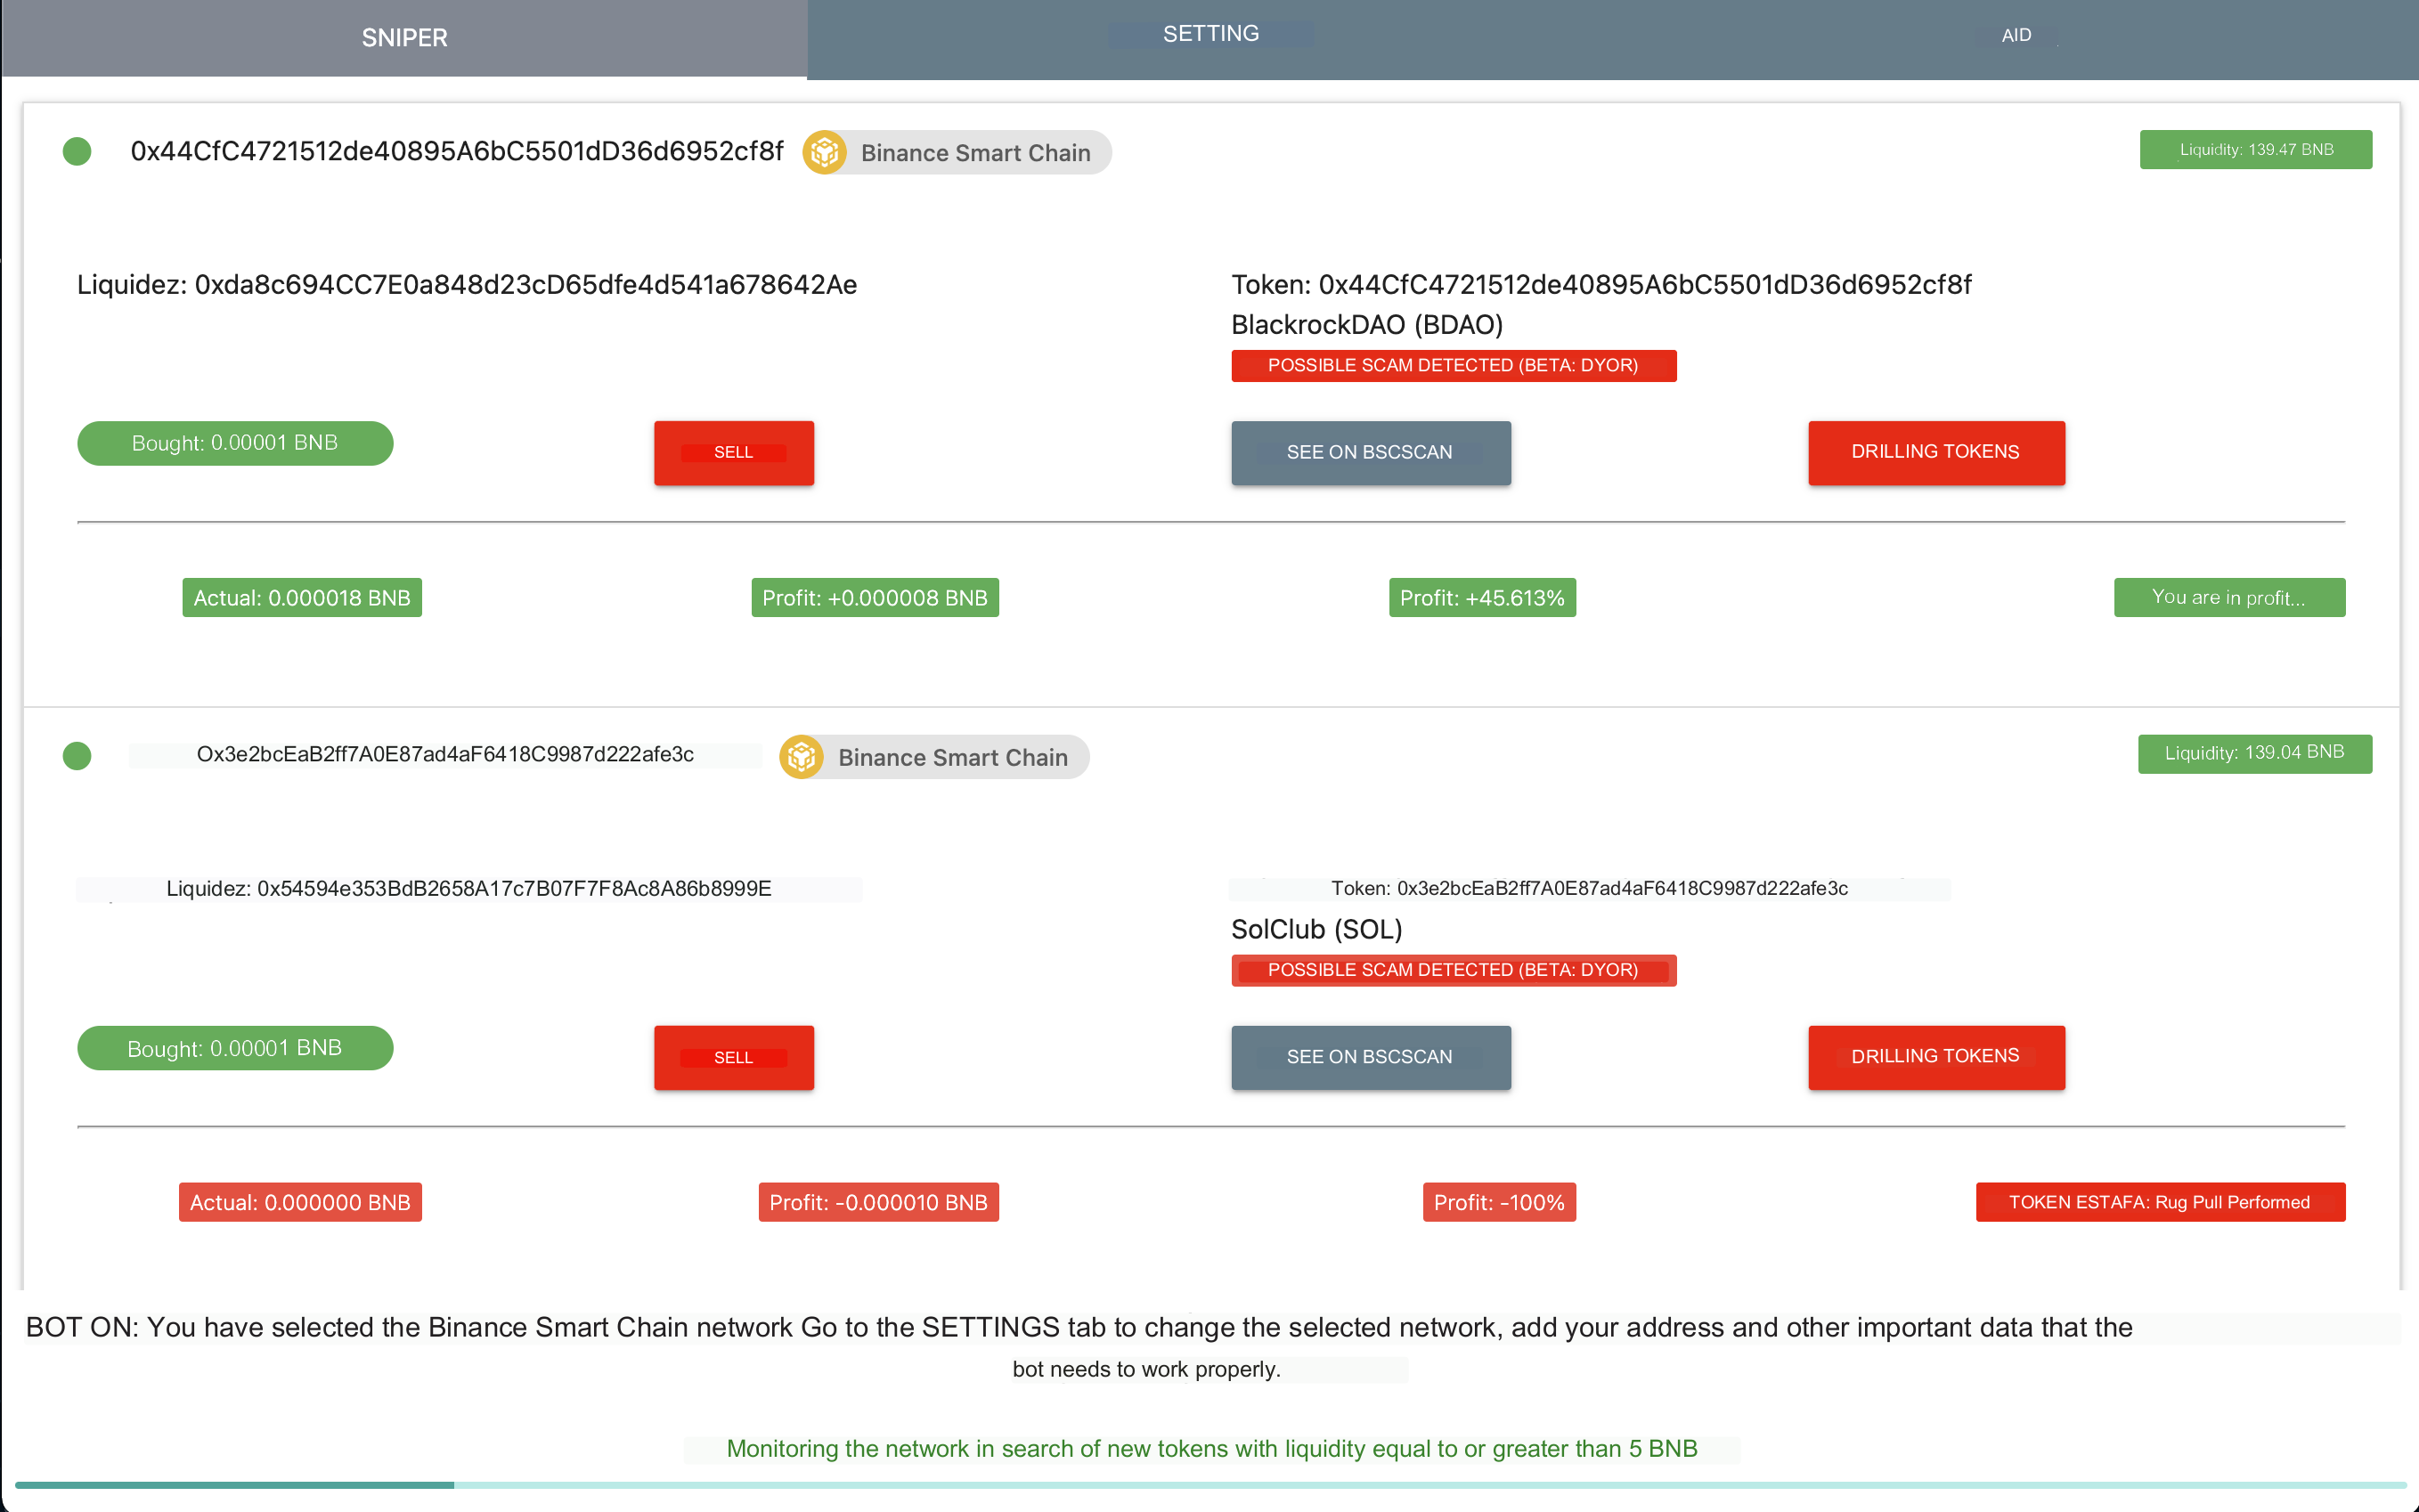 SNIPER
SETTING
AID
0x44CfC4721512de40895A6bC5501dD36d6952cf8f
Binance Smart Chain
Liquidity: 139.47 BNB
Liquidez: 0xda8c694CC7E0a848d23cD65dfe4d541a678642Ae
Token: 0x44CfC4721512de40895A6bC5501dD36d6952cf8f
BlackrockDAO (BDAO)
POSSIBLE SCAM DETECTED (BETA: DYOR)
Bought: 0.00001 BNB
SELL
SEE ON BSCSCAN
DRILLING TOKENS
Actual: 0.000018 BNB
Profit: +0.000008 BNB
Profit: +45.613%
You are in profit...
Ox3e2bcEaB2ff7A0E87ad4aF6418C9987d222afe3c
Binance Smart Chain
Liquidity: 139.04 BNB
Liquidez: 0x54594e353BdB2658A17c7B07F7F8Ac8A86b8999E
Token: 0x3e2bcEaB2ff7A0E87ad4aF6418C9987d222afe3c
SolClub (SOL)
POSSIBLE SCAM DETECTED (BETA: DYOR)
Bought: 0.00001 BNB
SELL
SEE ON BSCSCAN
DRILLING TOKENS
Actual: 0.000000 BNB
Profit: -0.000010 BNB
Profit: -100%
TOKEN ESTAFA: Rug Pull Performed
BOT ON: You have selected the Binance Smart Chain network Go to the SETTINGS tab to change the selected network, add your address and other important data that the
bot needs to work properly.
Monitoring the network in search of new tokens with liquidity equal to or greater than 5 BNB